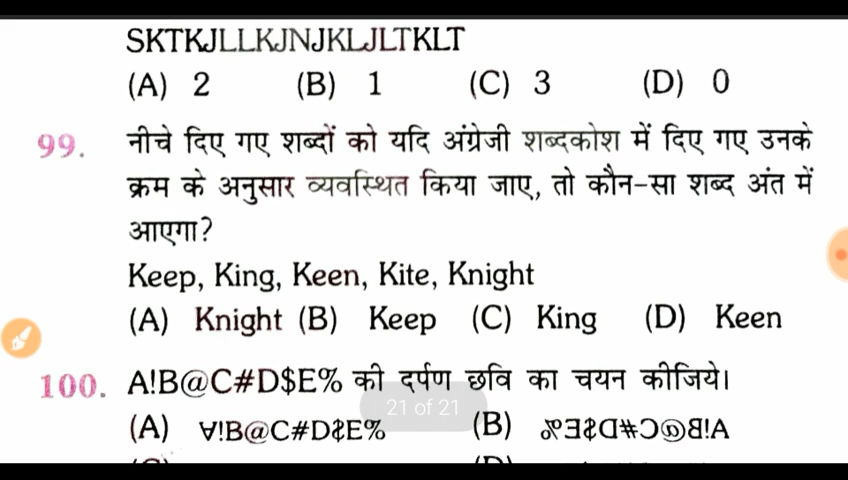 SKTKJLLKJNJKLJLTKLT
(A) 2 (B) 1 (C) 3 (D) 0
99. नीचे दिए गए शब्दों को यदि अंग्रेजी शब्दकोश में दिए गए उनके
क्रम के अनुसार व्यवस्थित किया जाए, तो कौन-सा शब्द अंत में
आएगा?
Keep, King, Keen, Kite, Knight
(A) Knight (B) Keep (C) King (D) Keen
100. A!B@C#D$E% की दर्पण छवि का चयन कीजिये।
21 of 21
(A) ∀!B@C#D$E% (B)